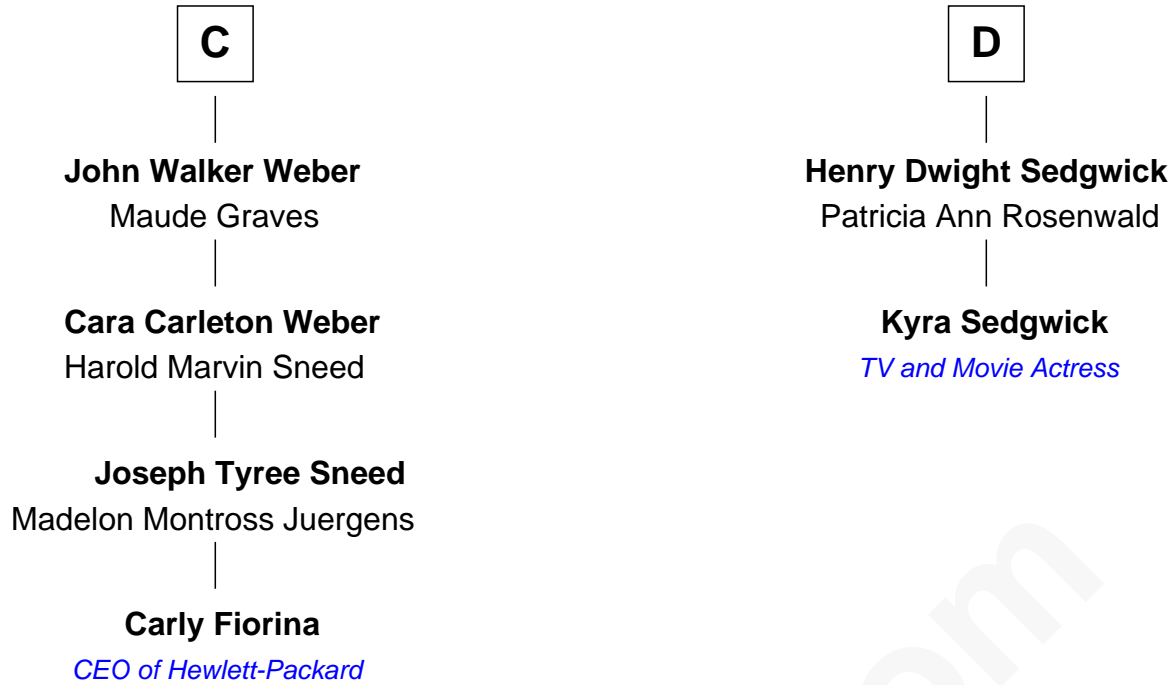 C
John Walker Weber
Maude Graves
Cara Carleton Weber
Harold Marvin Sneed
Joseph Tyree Sneed
Madelon Montross Juergens
Carly Fiorina
CEO of Hewlett-Packard
D
Henry Dwight Sedgwick
Patricia Ann Rosenwald
Kyra Sedgwick
TV and Movie Actress
om